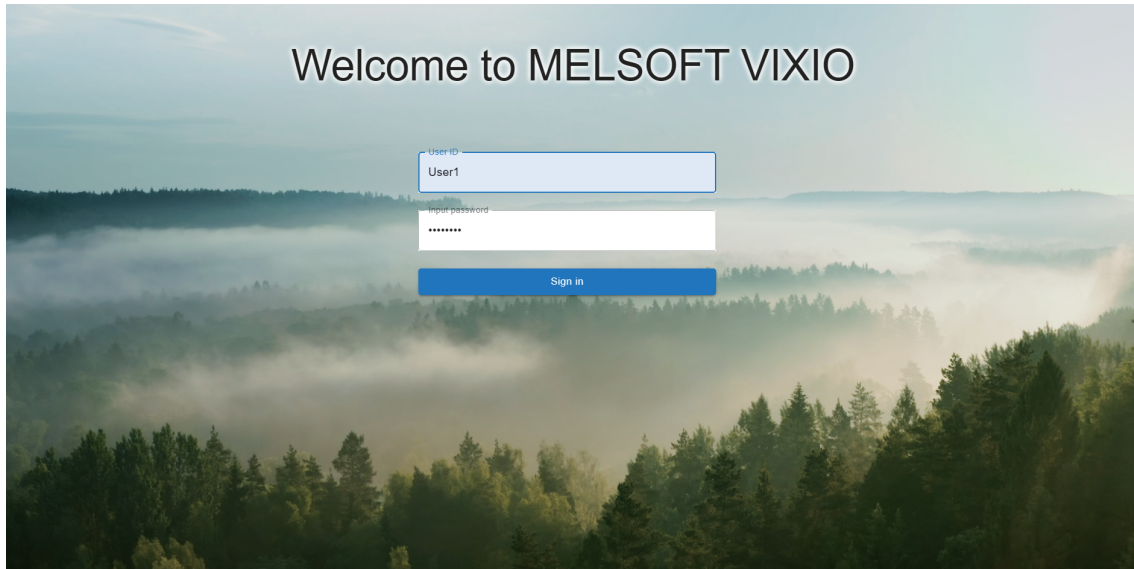 Welcome to MELSOFT VIXIO
User ID
User1
Input password
••••••••
Sign in